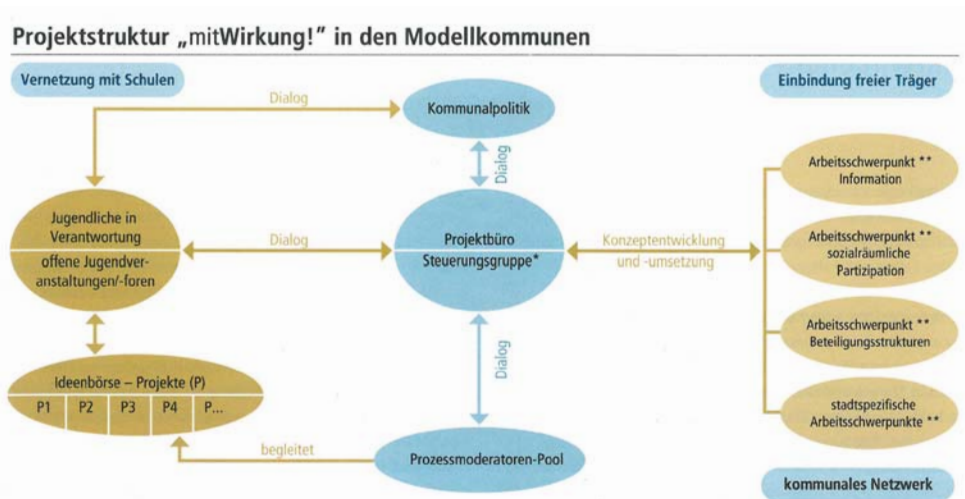 Projektstruktur „mitWirkung!” in den Modellkommunen
Vernetzung mit Schulen
Einbindung freier Träger
Dialog
Kommunalpolitik
Dialog
Jugendliche in
Verantwortung
offene Jugendver-
anstaltungen/-foren
Dialog
Projektbüro
Steuerungsgruppe*
Konzeptentwicklung
und -umsetzung
Arbeitsschwerpunkt **
Information
Arbeitsschwerpunkt **
sozialräumliche
Partizipation
Arbeitsschwerpunkt **
Beteiligungsstrukturen
stadtspezifische
Arbeitsschwerpunkte **
Dialog
Ideenbörse – Projekte (P)
P1 P2 P3 P4 P...
begleitet
Prozessmoderatoren-Pool
kommunales Netzwerk